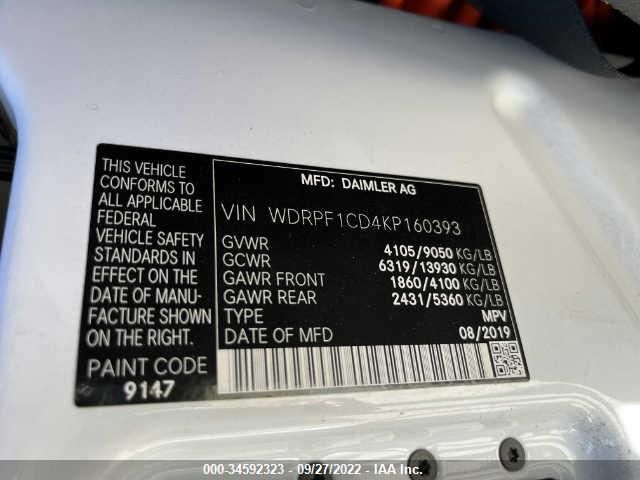 THIS VEHICLE
CONFORMS TO
ALL APPLICABLE
FEDERAL
VEHICLE SAFETY
STANDARDS IN
EFFECT ON THE
DATE OF MANU-
FACTURE SHOWN
ON THE RIGHT.
PAINT CODE
9147
MFD: DAIMLER AG
VIN WDRPF1CD4KP160393
GVWR 4105/9050 KG/LB
GCWR 6319/13930 KG/LB
GAWR FRONT 1860/4100 KG/LB
GAWR REAR 2431/5360 KG/LB
TYPE MPV
DATE OF MFD 08/2019
000-34592323 - 09/27/2022 - IAA Inc.